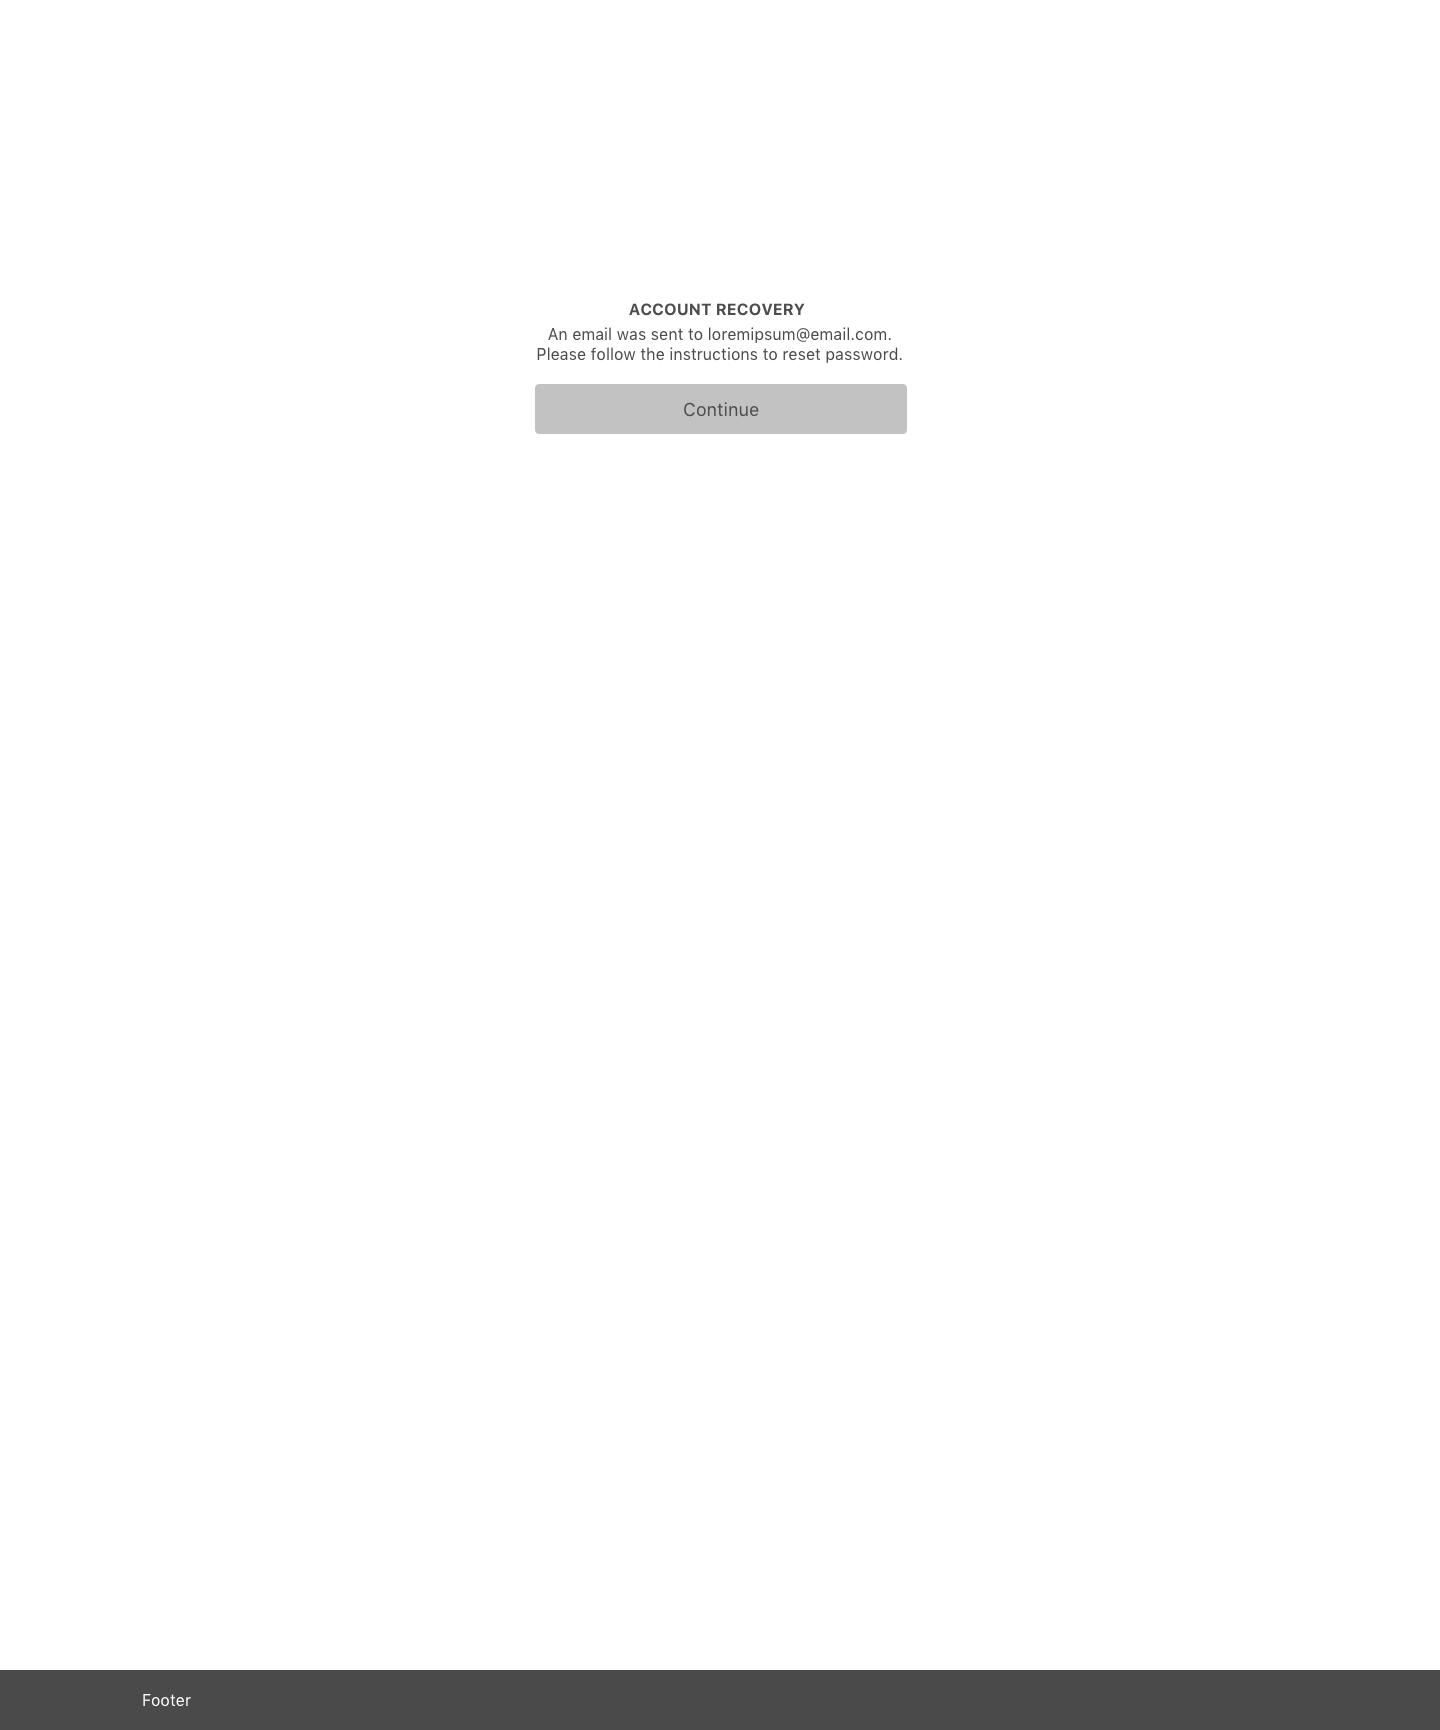 ACCOUNT RECOVERY
An email was sent to loremipsum@email.com.
Please follow the instructions to reset password.
Continue
Footer